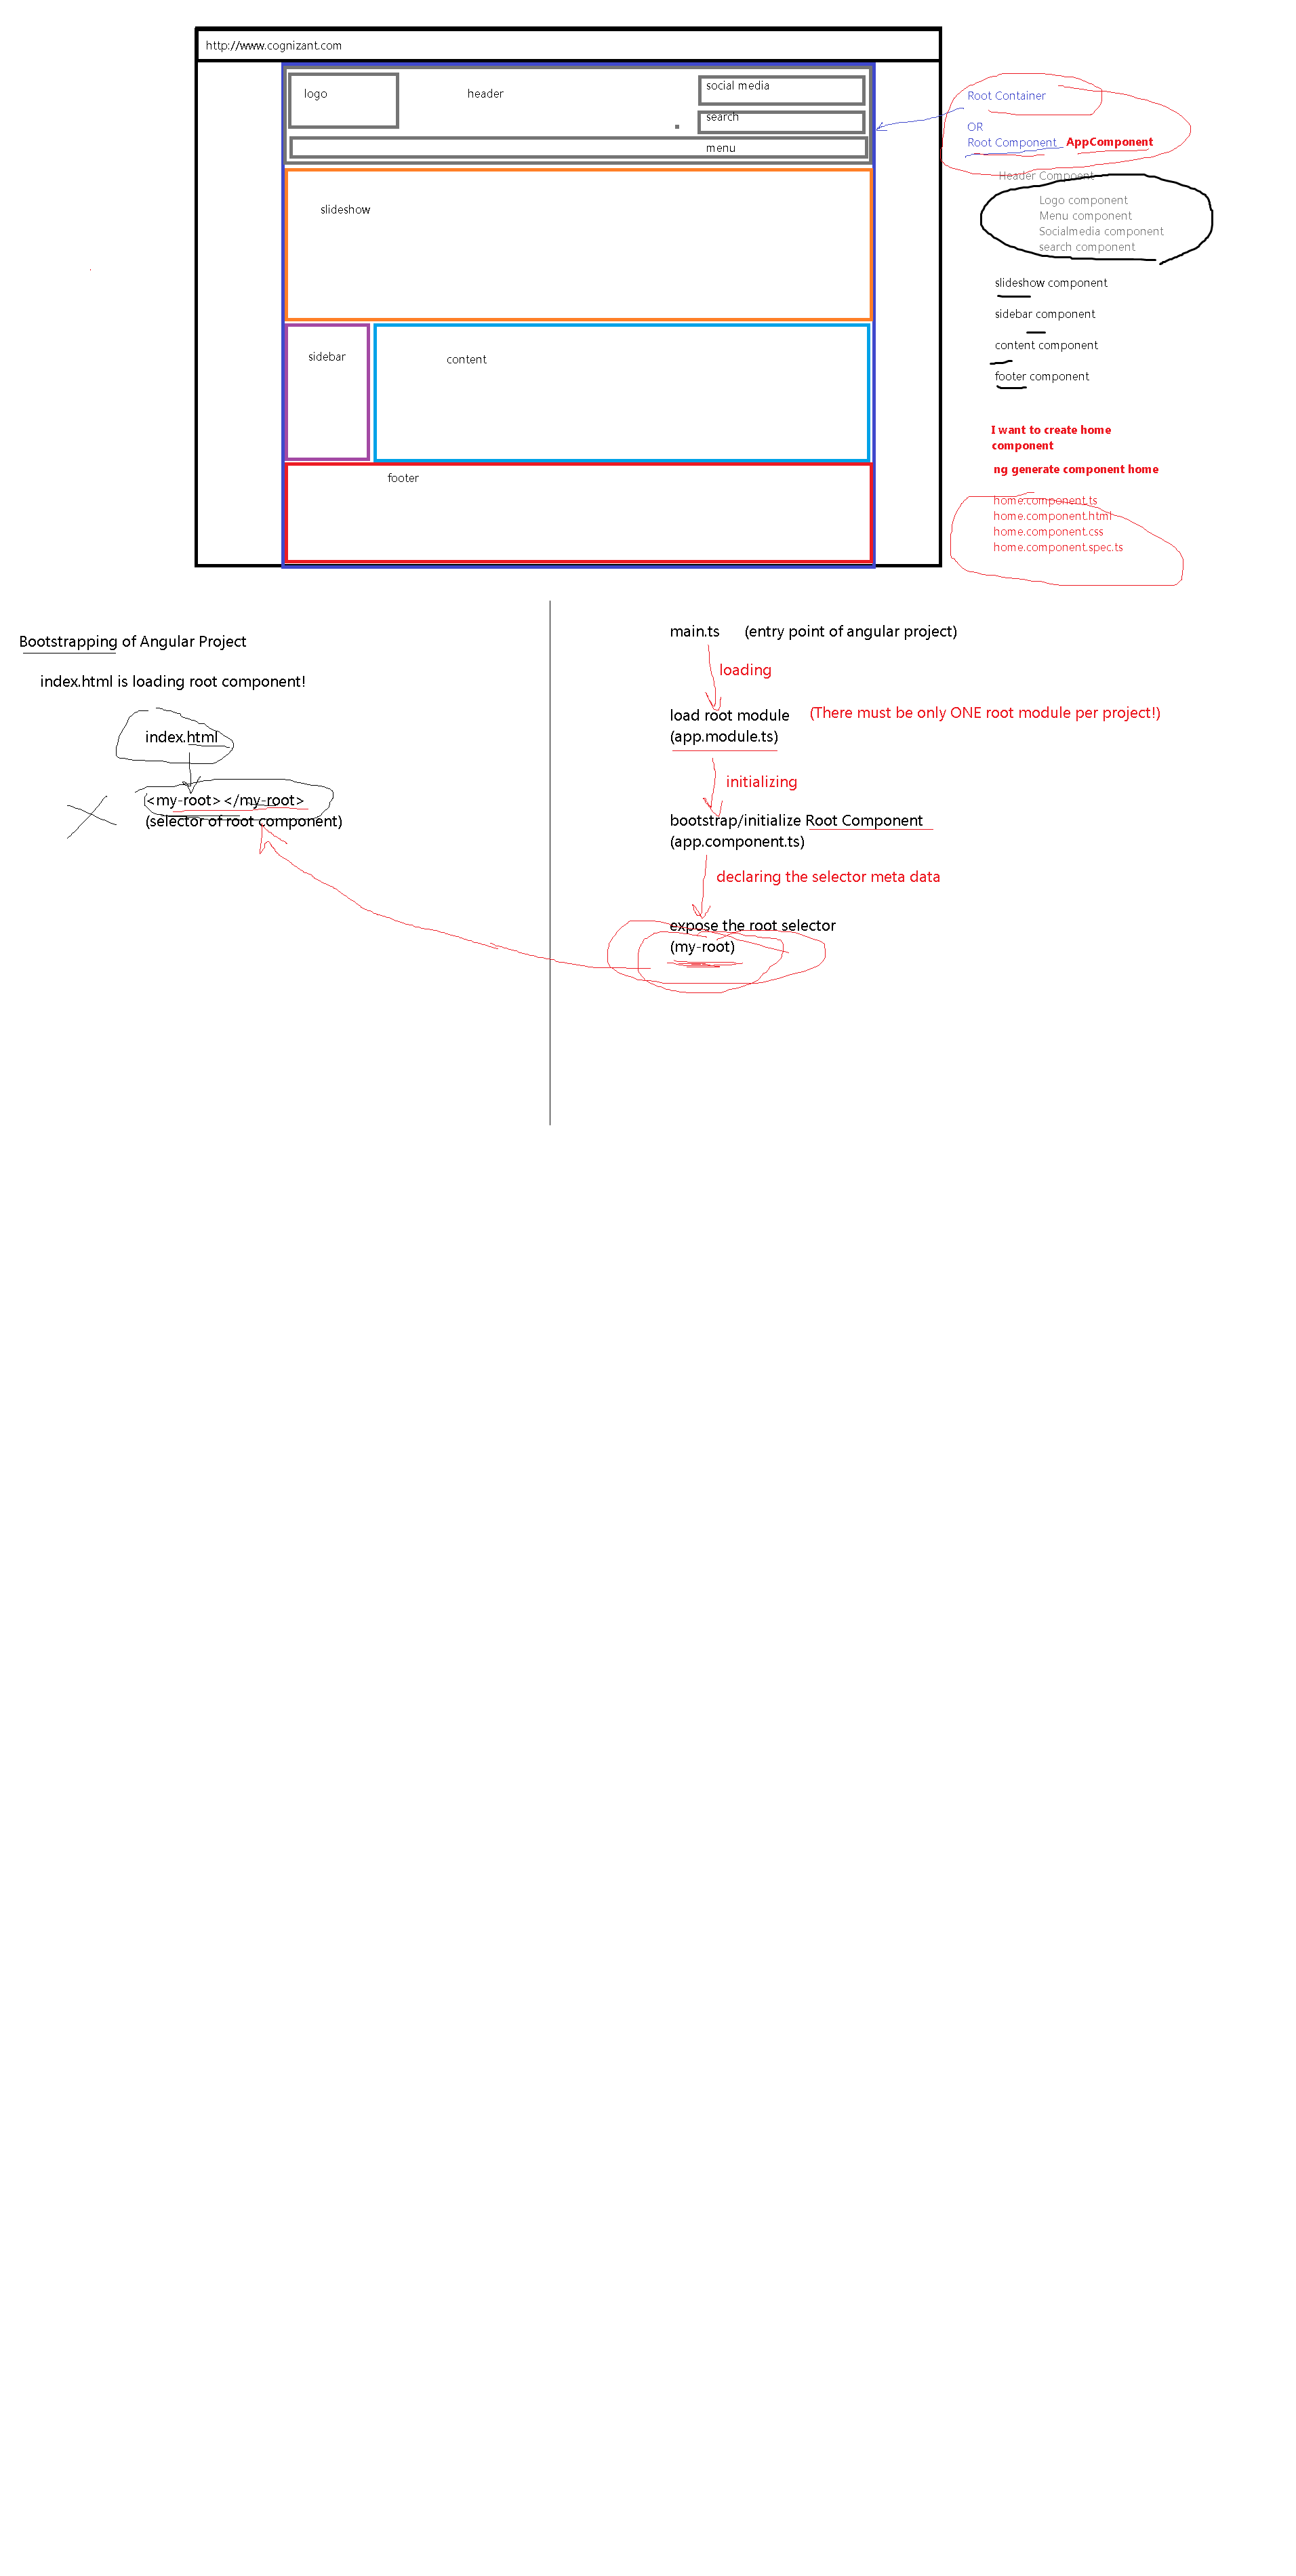 http://www.cognizant.com
logo
header
social media
search
menu
slideshow
sidebar
content
footer
Root Container
OR
Root Component AppComponent
Header Compoent
Logo component
Menu component
Socialmedia component
search component
slideshow component
sidebar component
content component
footer component
I want to create home
component
ng generate component home
home.component.ts
home.component.html
home.component.css
home.component.spec.ts
Bootstrapping of Angular Project
index.html is loading root component!
index.html
<my-root></my-root>
(selector of root component)
main.ts (entry point of angular project)
loading
load root module (There must be only ONE root module per project!)
(app.module.ts)
initializing
bootstrap/initialize Root Component
(app.component.ts)
declaring the selector meta data
expose the root selector
(my-root)